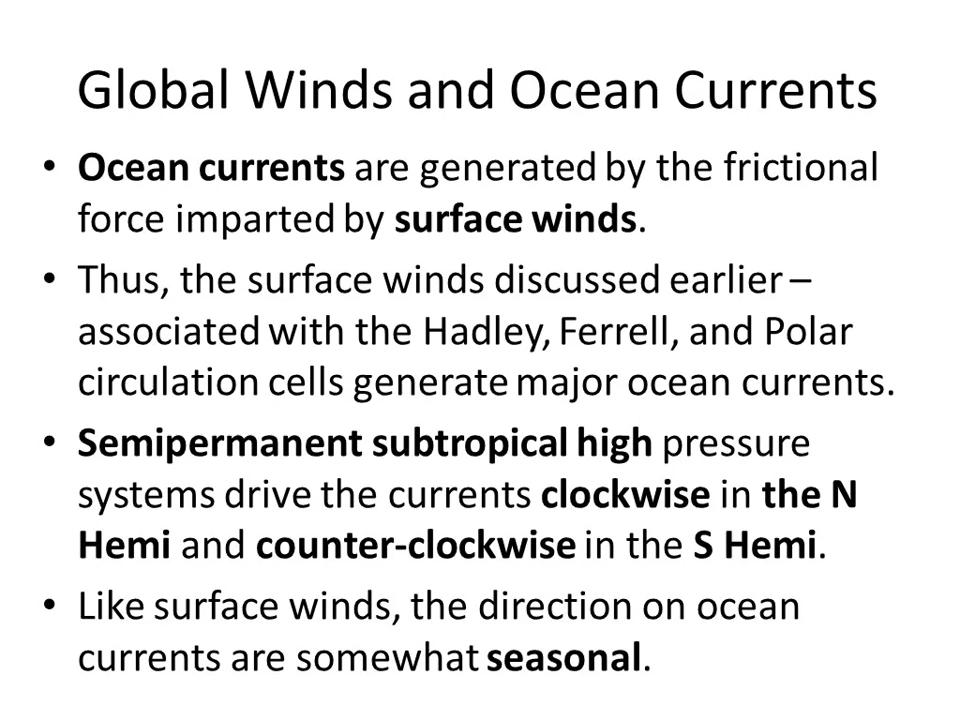 Global Winds and Ocean Currents
• Ocean currents are generated by the frictional
force imparted by surface winds.
• Thus, the surface winds discussed earlier –
associated with the Hadley, Ferrell, and Polar
circulation cells generate major ocean currents.
• Semipermanent subtropical high pressure
systems drive the currents clockwise in the N
Hemi and counter-clockwise in the S Hemi.
• Like surface winds, the direction on ocean
currents are somewhat seasonal.